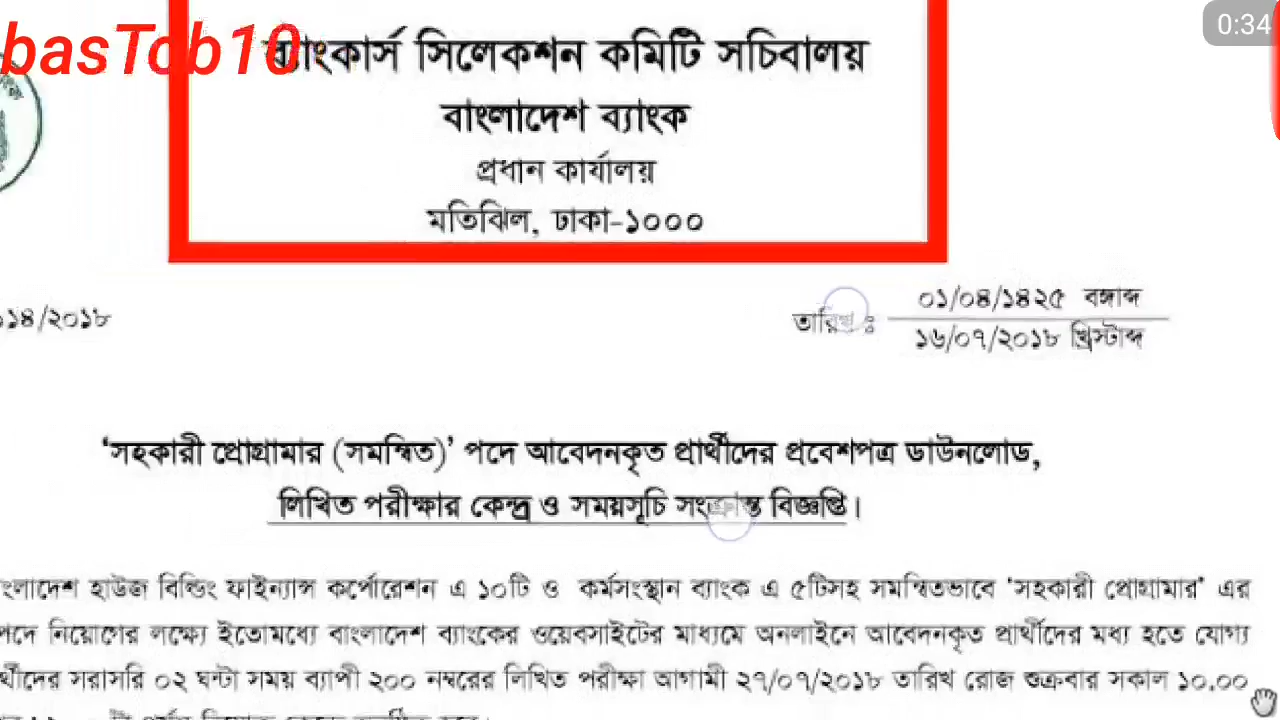 basTob10
0:34
ব্যাংকার্স সিলেকশন কমিটি সচিবালয়
বাংলাদেশ ব্যাংক
প্রধান কার্যালয়
মতিঝিল, ঢাকা-১০০০
১৪/২০১৮
তারিখ ঃ ০১/০৪/১৪২৫ বঙ্গাব্দ
১৬/০৭/২০১৮ খ্রিস্টাব্দ
‘সহকারী প্রোগ্রামার (সমন্বিত)’ পদে আবেদনকৃত প্রার্থীদের প্রবেশপত্র ডাউনলোড,
লিখিত পরীক্ষার কেন্দ্র ও সময়সূচি সংক্রান্ত বিজ্ঞপ্তি।
ংলাদেশ হাউজ বিল্ডিং ফাইন্যান্স কর্পোরেশন এ ১০টি ও কর্মসংস্থান ব্যাংক এ ৫টিসহ সমন্বিতভাবে ‘সহকারী প্রোগ্রামার’ এর
পদে নিয়োগের লক্ষ্যে ইতোমধ্যে বাংলাদেশ ব্যাংকের ওয়েবসাইটের মাধ্যমে অনলাইনে আবেদনকৃত প্রার্থীদের মধ্য হতে যোগ্য
র্থীদের সরাসরি ০২ ঘন্টা সময় ব্যাপী ২০০ নম্বরের লিখিত পরীক্ষা আগামী ২৭/০৭/২০১৮ তারিখ রোজ শুক্রবার সকাল ১০.০০